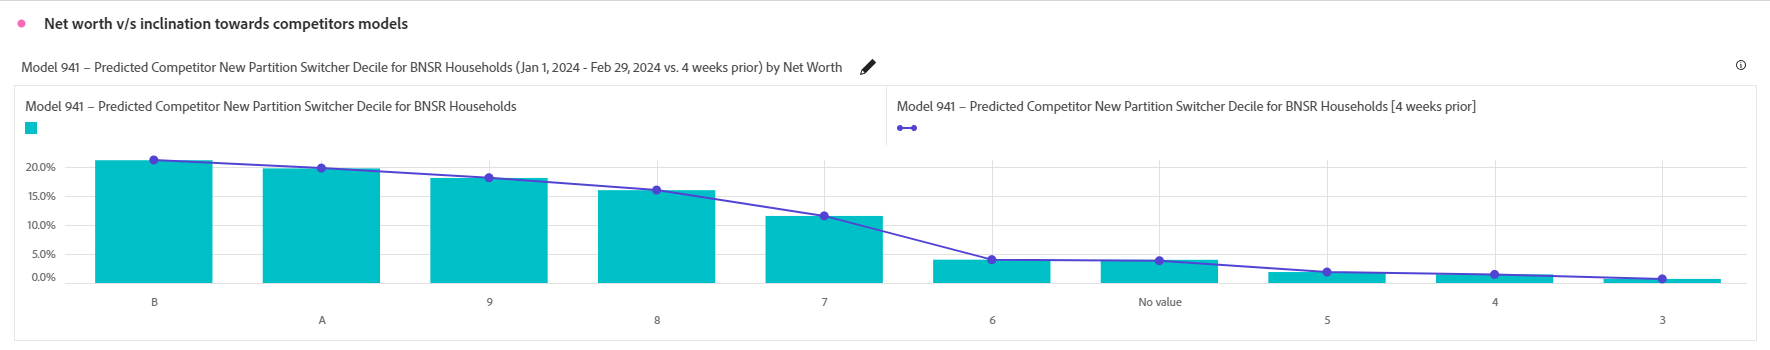 Net worth v/s inclination towards competitors models
Model 941 – Predicted Competitor New Partition Switcher Decile for BNSR Households (Jan 1, 2024 - Feb 29, 2024 vs. 4 weeks prior) by Net Worth
Model 941 – Predicted Competitor New Partition Switcher Decile for BNSR Households
Model 941 – Predicted Competitor New Partition Switcher Decile for BNSR Households [4 weeks prior]
20.0%
15.0%
10.0%
5.0%
0.0%
B
A
9
8
7
6
No value
5
4
3